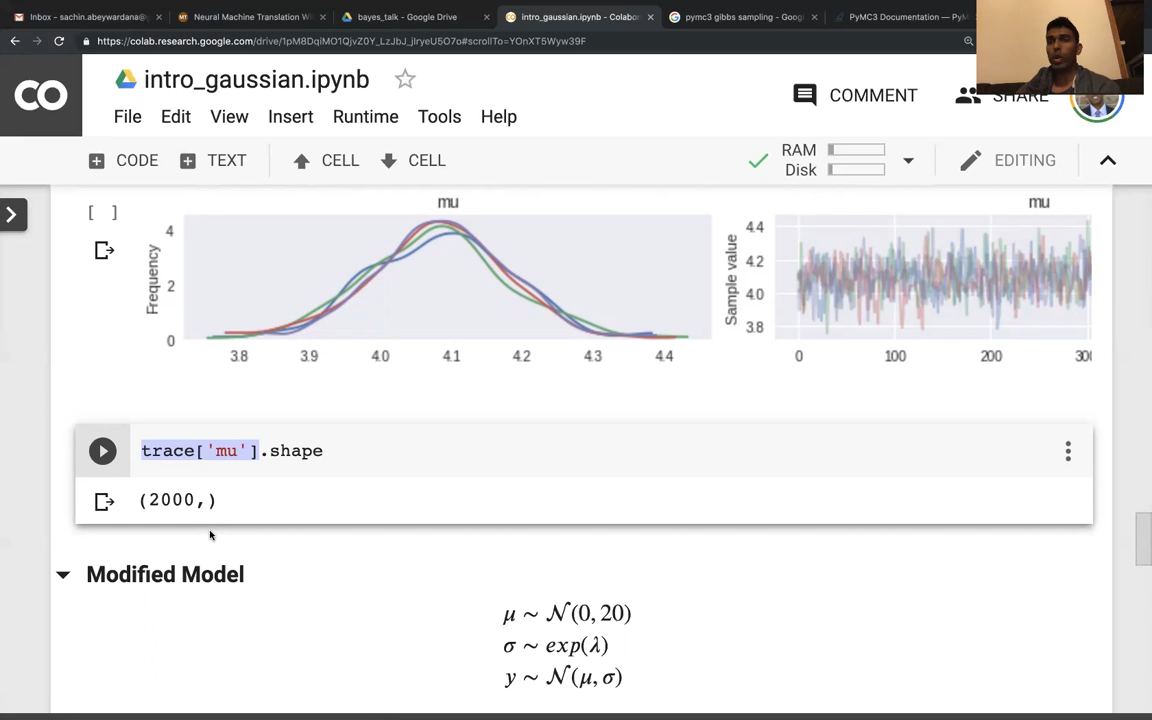 Inbox - sachin.abeywardana@
Neural Machine Translation W
bayes_talk - Google Drive
intro_gaussian.ipynb - Colabor
pymc3 gibbs sampling - Goog
PyMC3 Documentation — PyM
https://colab.research.google.com/drive/1pM8DqiMO1QjvZ0Y_LzJbJ_jIryeU5O7o#scrollTo=YOnXT5Wyw39F
CO
intro_gaussian.ipynb
COMMENT
SHARE
File Edit View Insert Runtime Tools Help
CODE TEXT CELL CELL
RAM
Disk
EDITING
[ ]
mu
Frequency
4
2
0
3.8 3.9 4.0 4.1 4.2 4.3 4.4
mu
Sample value
4.4
4.2
4.0
3.8
0 100 200 300
trace['mu'].shape
(2000,)
Modified Model
μ ~ N(0, 20)
σ ~ exp(λ)
y ~ N(μ, σ)